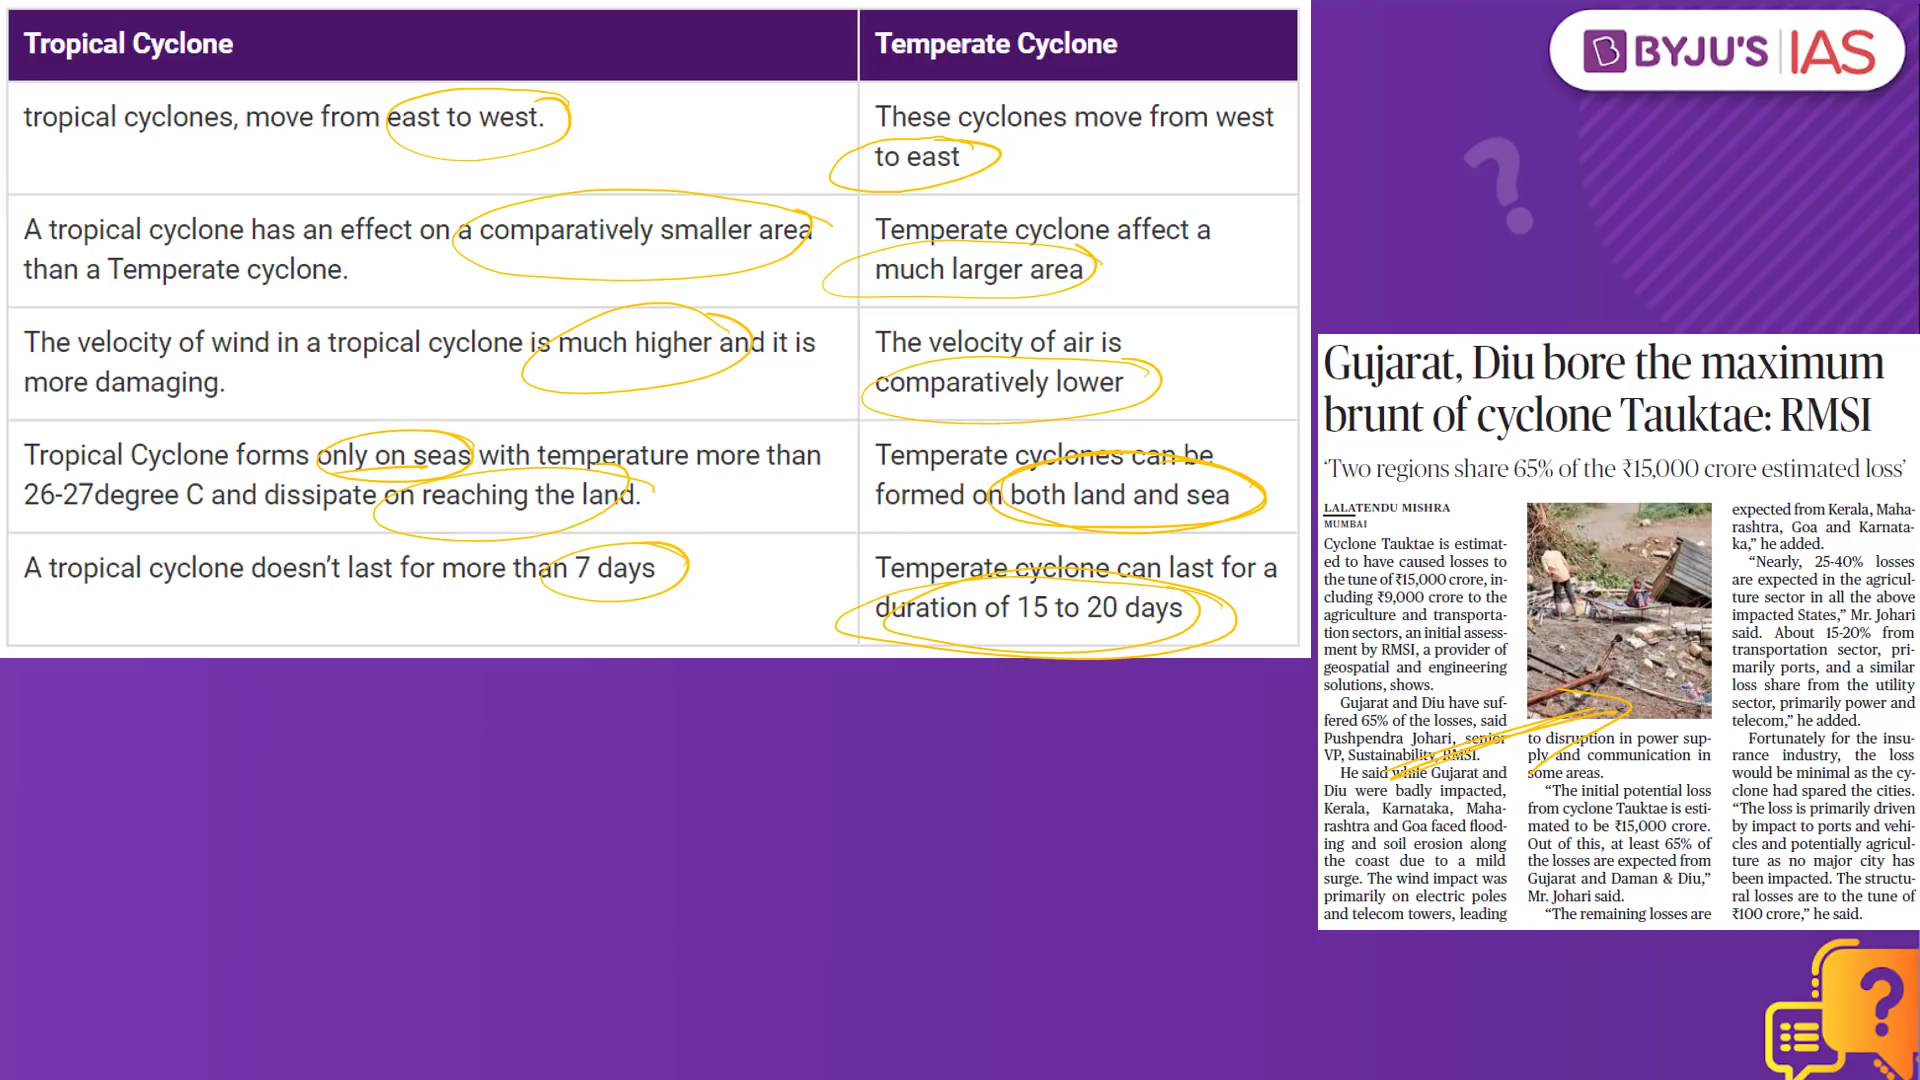 Tropical Cyclone
Temperate Cyclone
tropical cyclones, move from east to west.
These cyclones move from west
to east
A tropical cyclone has an effect on a comparatively smaller area
than a Temperate cyclone.
Temperate cyclone affect a
much larger area
The velocity of wind in a tropical cyclone is much higher and it is
more damaging.
The velocity of air is
comparatively lower
Tropical Cyclone forms only on seas with temperature more than
26-27degree C and dissipate on reaching the land.
Temperate cyclones can be
formed on both land and sea
A tropical cyclone doesn't last for more than 7 days
Temperate cyclone can last for a
duration of 15 to 20 days
BYJU'S IAS
?
Gujarat, Diu bore the maximum
brunt of cyclone Tauktae: RMSI
'Two regions share 65% of the ₹15,000 crore estimated loss'
LALATENDU MISHRA
MUMBAI
Cyclone Tauktae is estimat-
ed to have caused losses to
the tune of ₹15,000 crore, in-
cluding ₹9,000 crore to the
agriculture and transporta-
tion sectors, an initial assess-
ment by RMSI, a provider of
geospatial and engineering
solutions, shows.
Gujarat and Diu have suf-
fered 65% of the losses, said
Pushpendra Johari, senior
VP, Sustainability, RMSI.
He said while Gujarat and
Diu were badly impacted,
Kerala, Karnataka, Maha-
rashtra and Goa faced flood-
ing and soil erosion along
the coast due to a mild
surge. The wind impact was
primarily on electric poles
and telecom towers, leading
to disruption in power sup-
ply and communication in
some areas.
"The initial potential loss
from cyclone Tauktae is esti-
mated to be ₹15,000 crore.
Out of this, at least 65% of
the losses are expected from
Gujarat and Daman & Diu,"
Mr. Johari said.
"The remaining losses are
expected from Kerala, Maha-
rashtra, Goa and Karnata-
ka," he added.
"Nearly, 25-40% losses
are expected in the agricul-
ture sector in all the above
impacted States," Mr. Johari
said. About 15-20% from
transportation sector, pri-
marily ports, and a similar
loss share from the utility
sector, primarily power and
telecom," he added.
Fortunately for the insu-
rance industry, the loss
would be minimal as the cy-
clone had spared the cities.
"The loss is primarily driven
by impact to ports and vehi-
cles and potentially agricul-
ture as no major city has
been impacted. The structu-
ral losses are to the tune of
₹100 crore," he said.
?